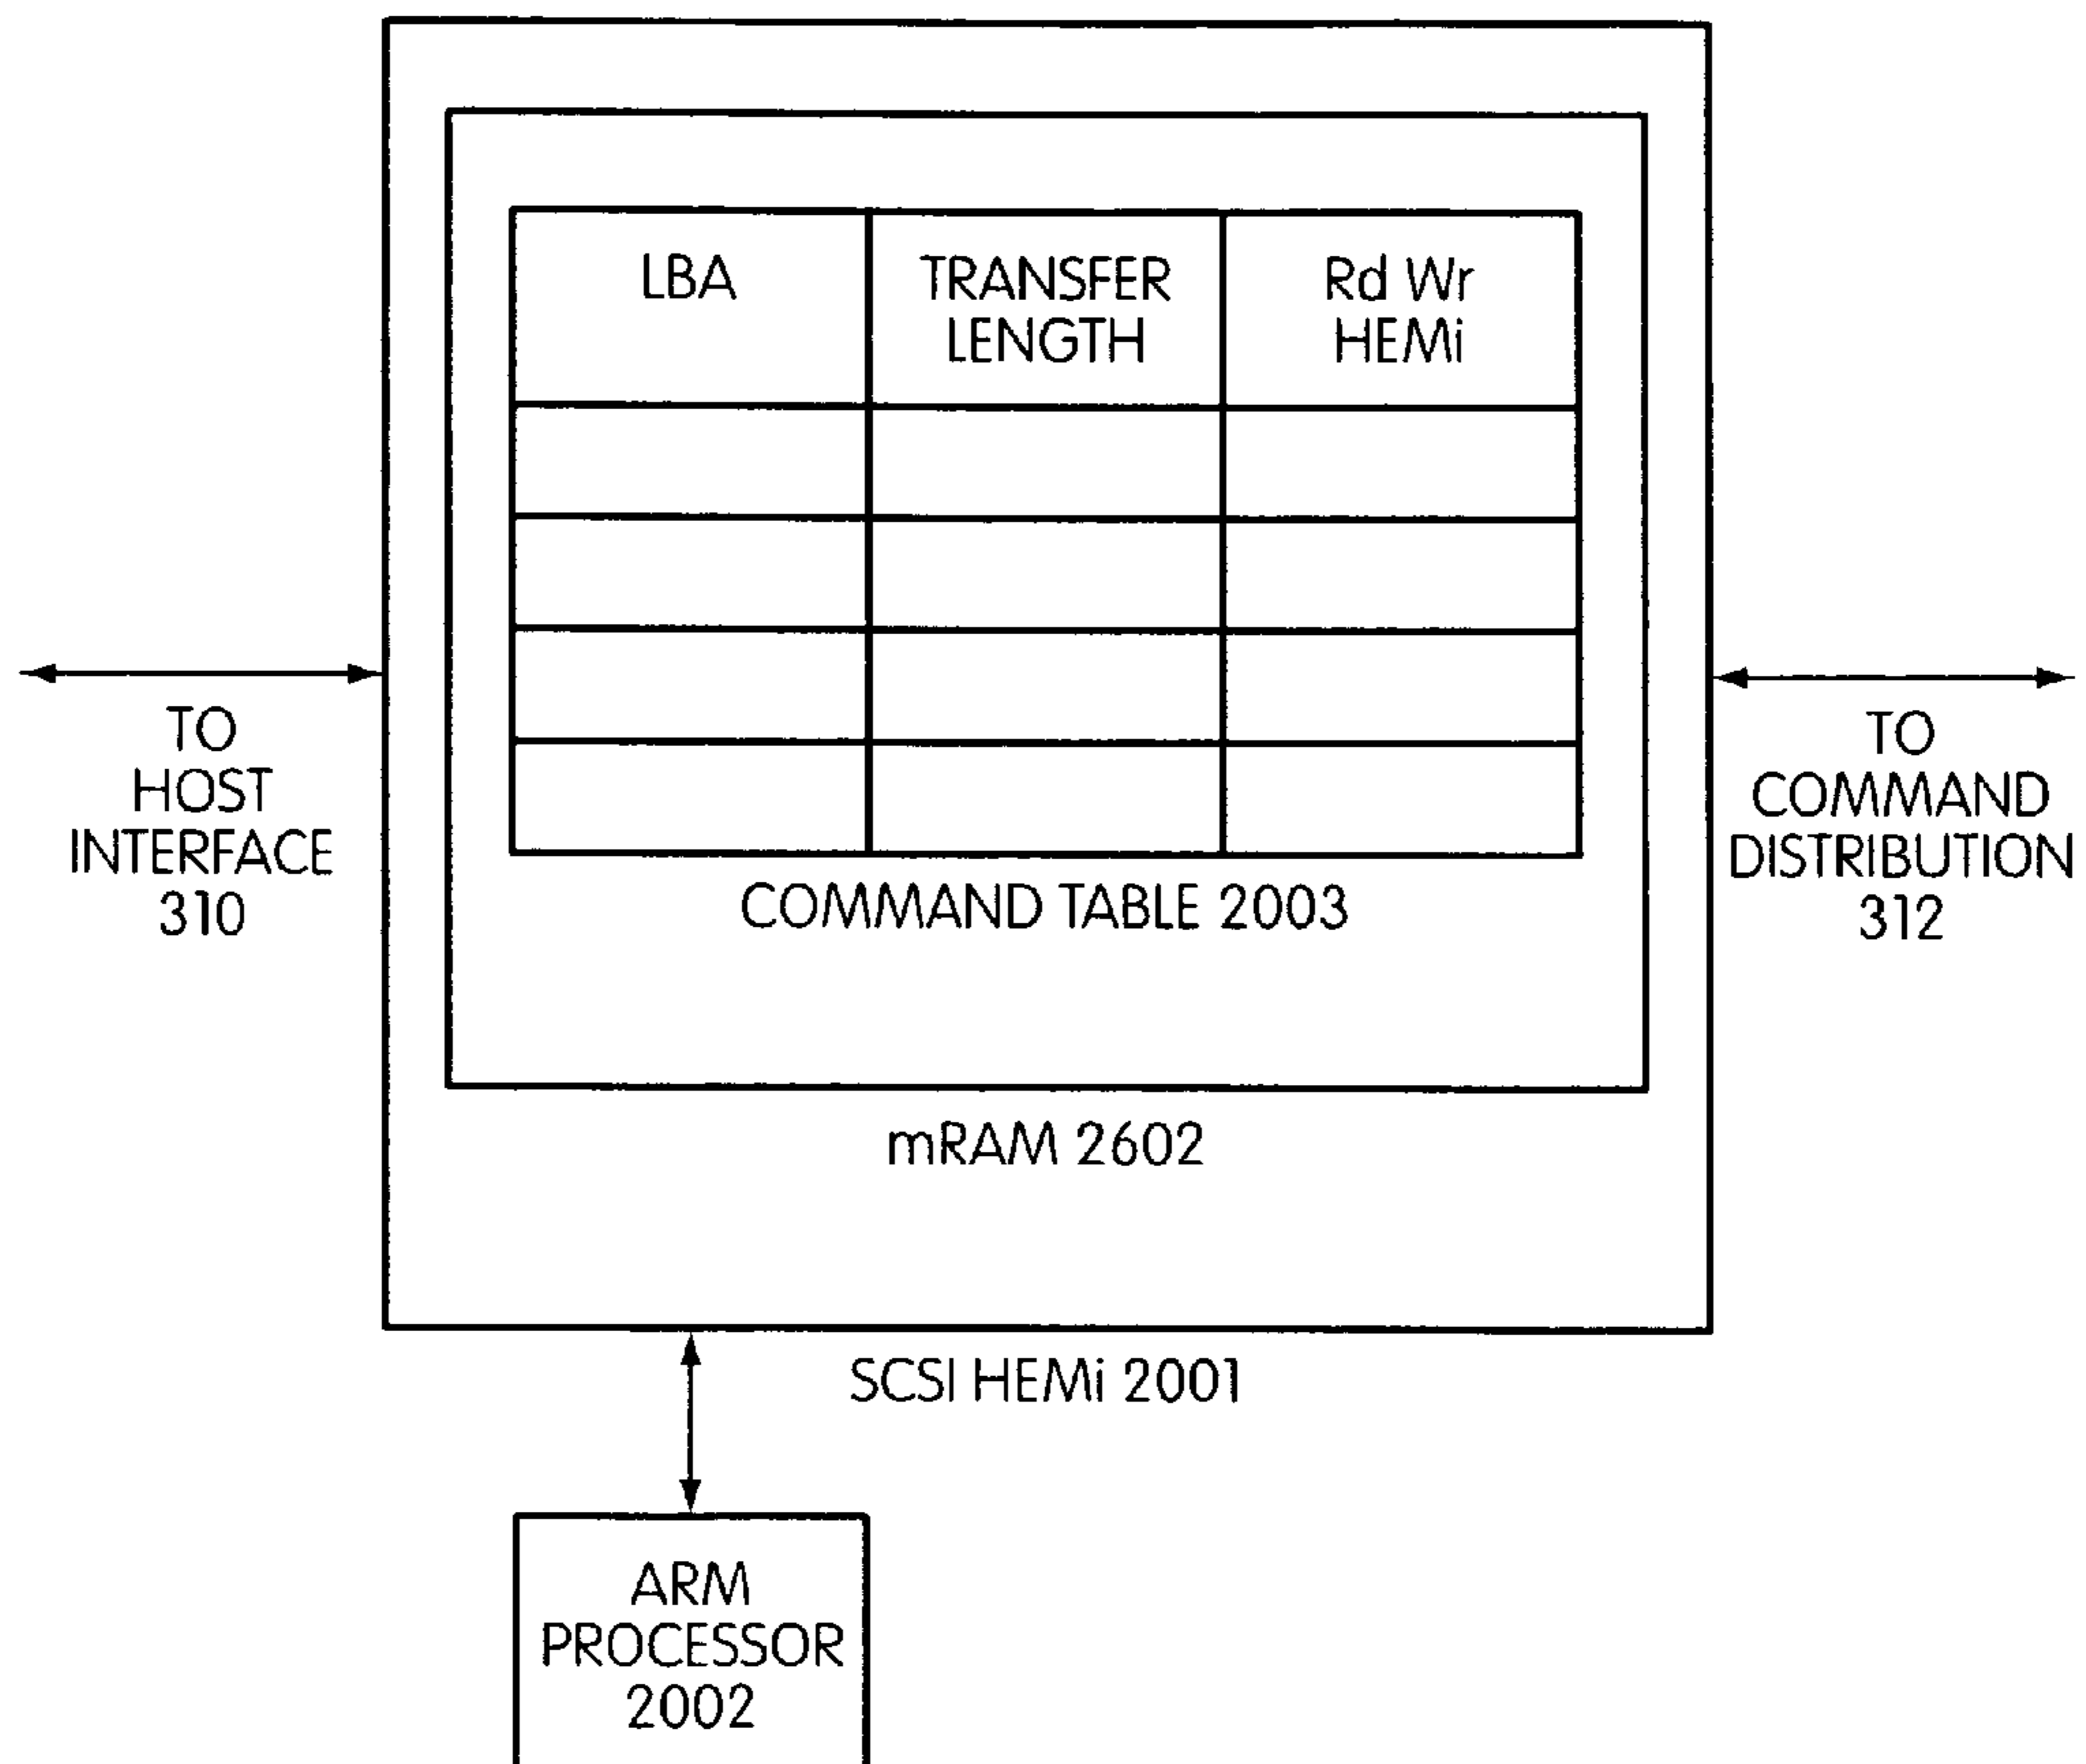 LBA
TRANSFER
LENGTH
Rd Wr
HEMi
COMMAND TABLE 2003
mRAM 2602
TO
HOST
INTERFACE
310
TO
COMMAND
DISTRIBUTION
312
SCSI HEMi 2001
ARM
PROCESSOR
2002